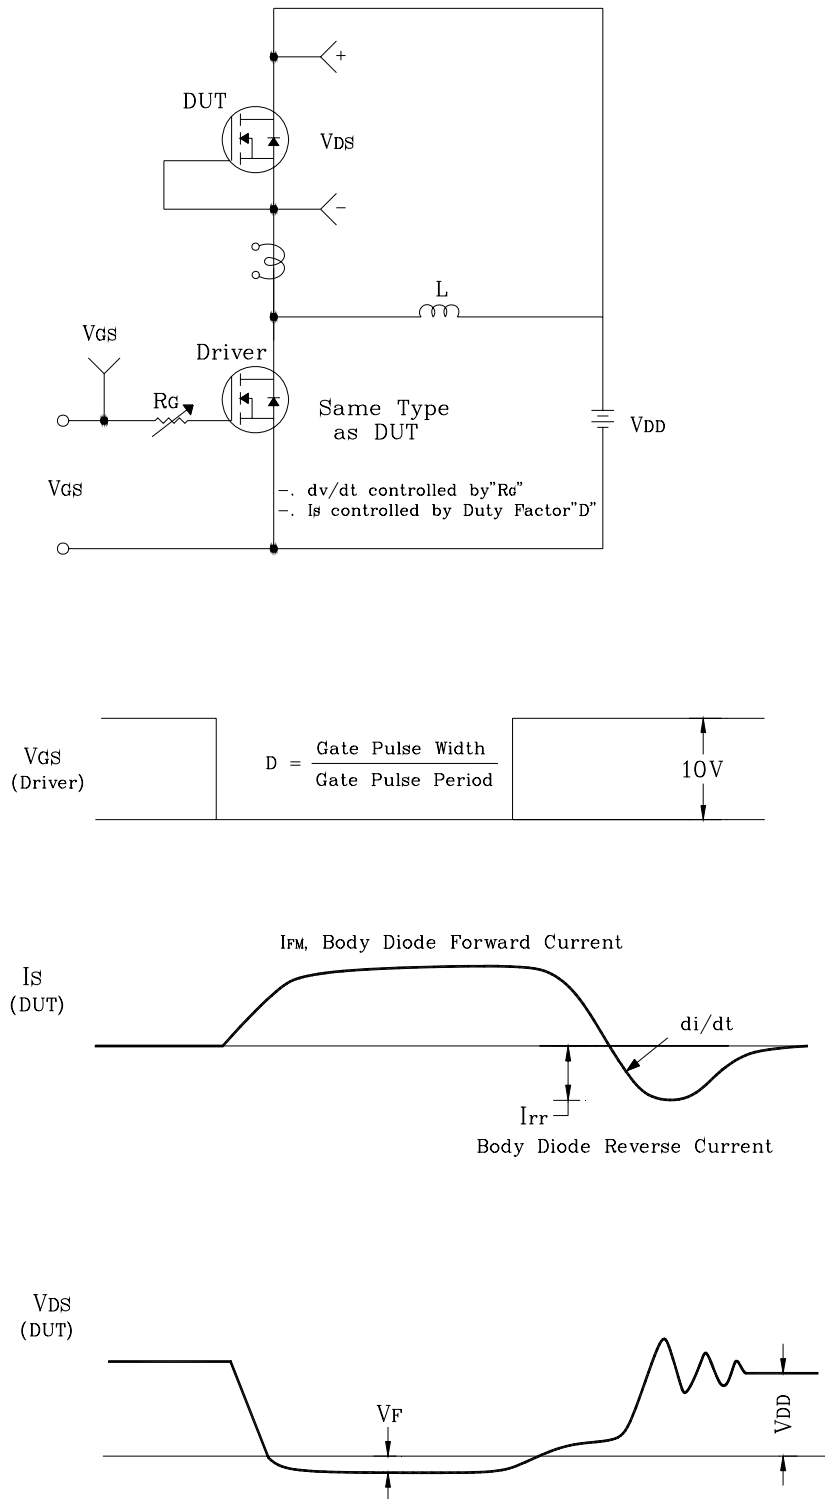 +
DUT
VDS
−
L
VGS
Driver
RG
Same Type
as DUT
VDD
VGS
−. dv/dt controlled by"RG"
−. Is controlled by Duty Factor"D"
VGS
(Driver)
D = Gate Pulse Width
Gate Pulse Period
10V
IFM, Body Diode Forward Current
IS
(DUT)
di/dt
Irr
Body Diode Reverse Current
VDS
(DUT)
VF
VDD